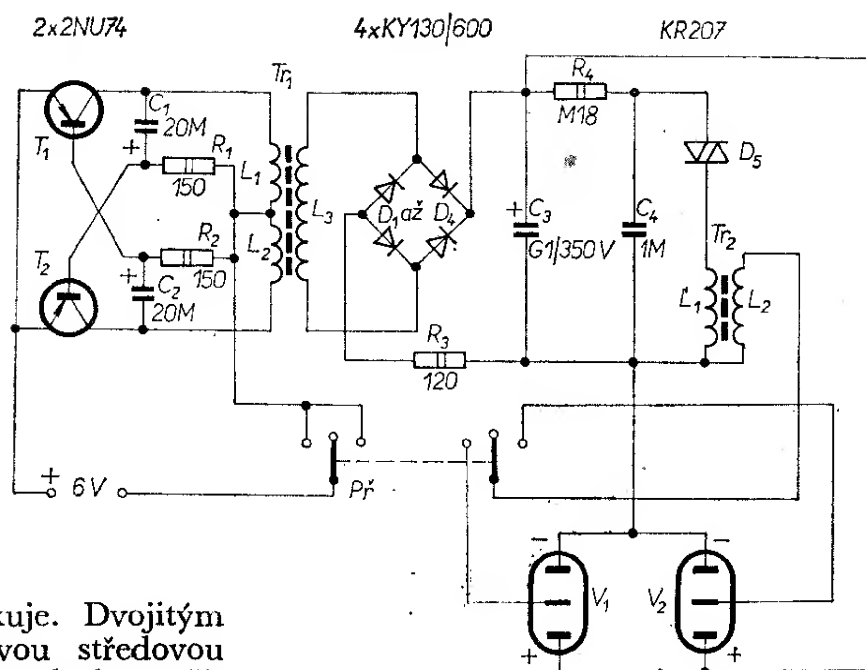 2x2NU74
4xKY130/600
KR207
Tr₁
R₄
M18
C₁
20M
+
T₁
R₁
150
L₁
L₃
D₁ až D₄
+ C₃
G1/350V
C₄
1M
D₅
Tr₂
R₂
150
L₂
T₂
+
C₂
20M
L₁
L₂
R₃
120
+ 6V
Př
−
−
V₁
V₂
+
+
kuje. Dvojitým
vou středovou